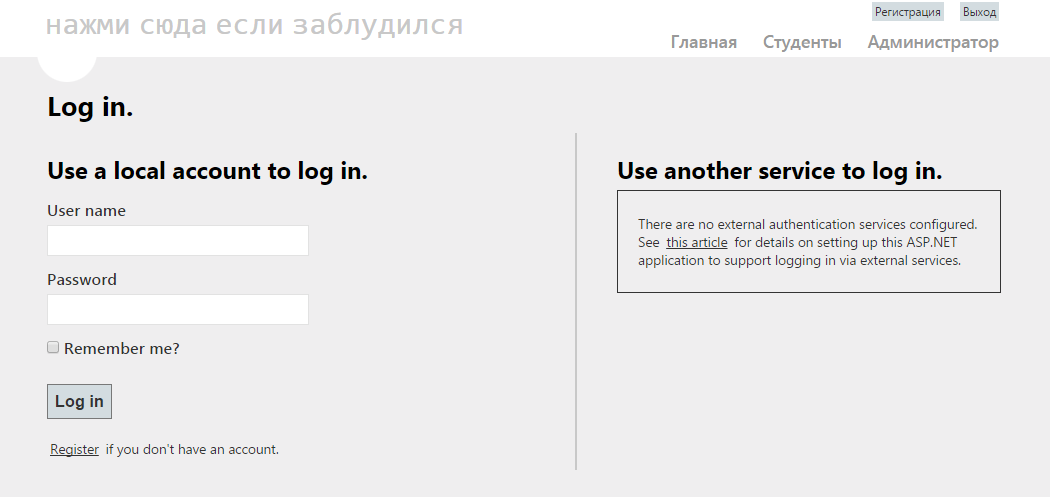 нажми сюда если заблудился
Регистрация Выход
Главная Студенты Администратор
Log in.
Use a local account to log in.
User name
Password
Remember me?
Log in
Register if you don't have an account.
Use another service to log in.
There are no external authentication services configured.
See this article for details on setting up this ASP.NET
application to support logging in via external services.